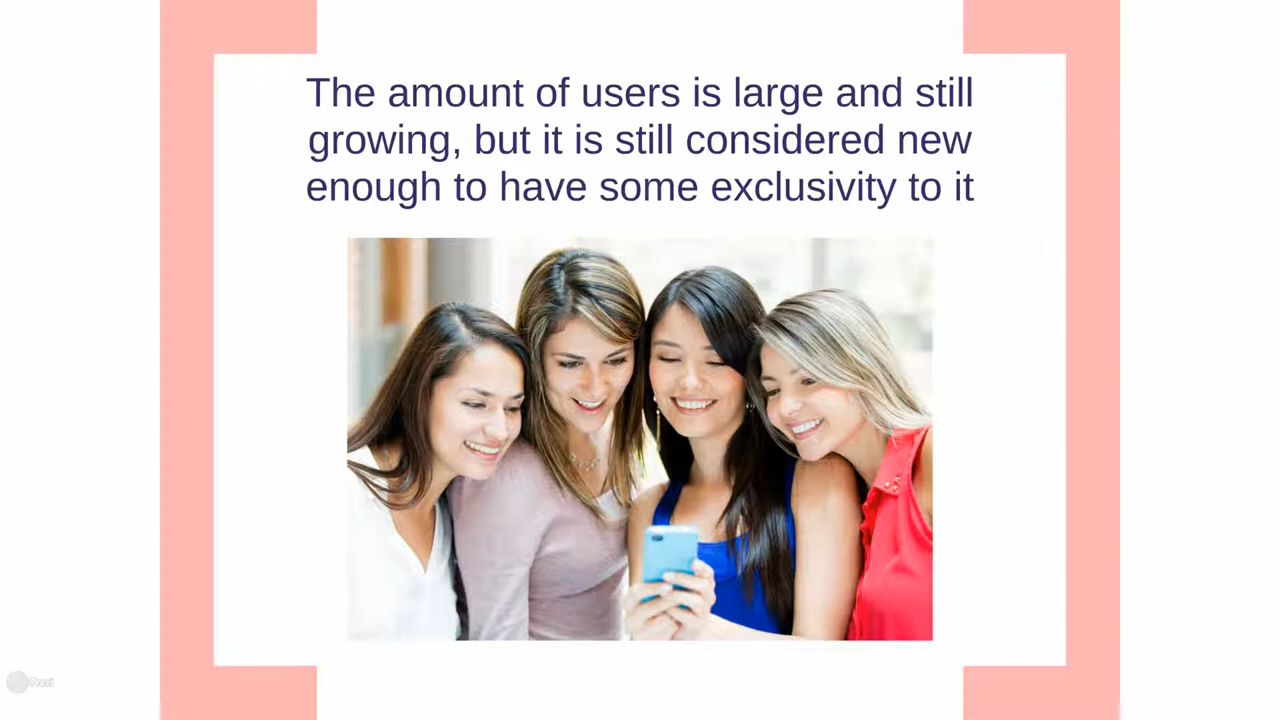 The amount of users is large and still
growing, but it is still considered new
enough to have some exclusivity to it
Prezi